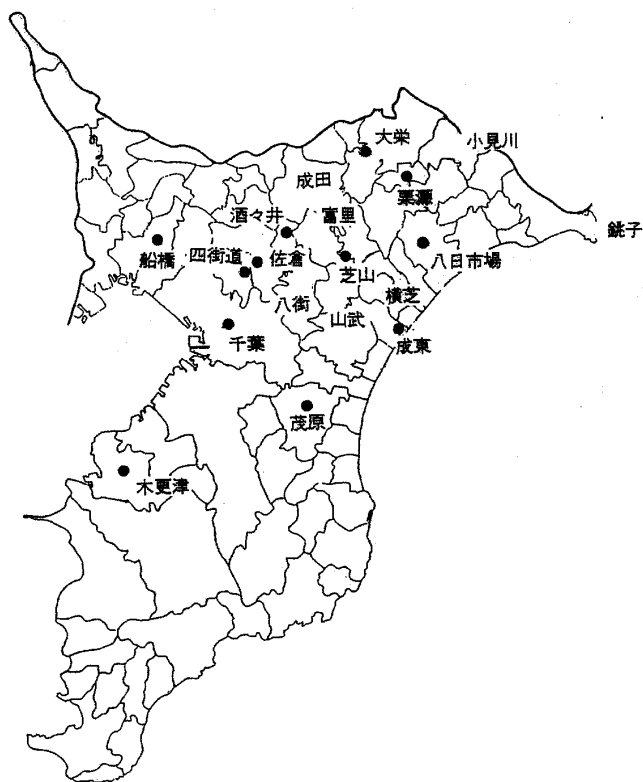 大栄
小見川
成田
栗源
酒々井
富里
銚子
船橋
四街道
佐倉
芝山
八日市場
八街
横芝
山武
千葉
成東
茂原
木更津